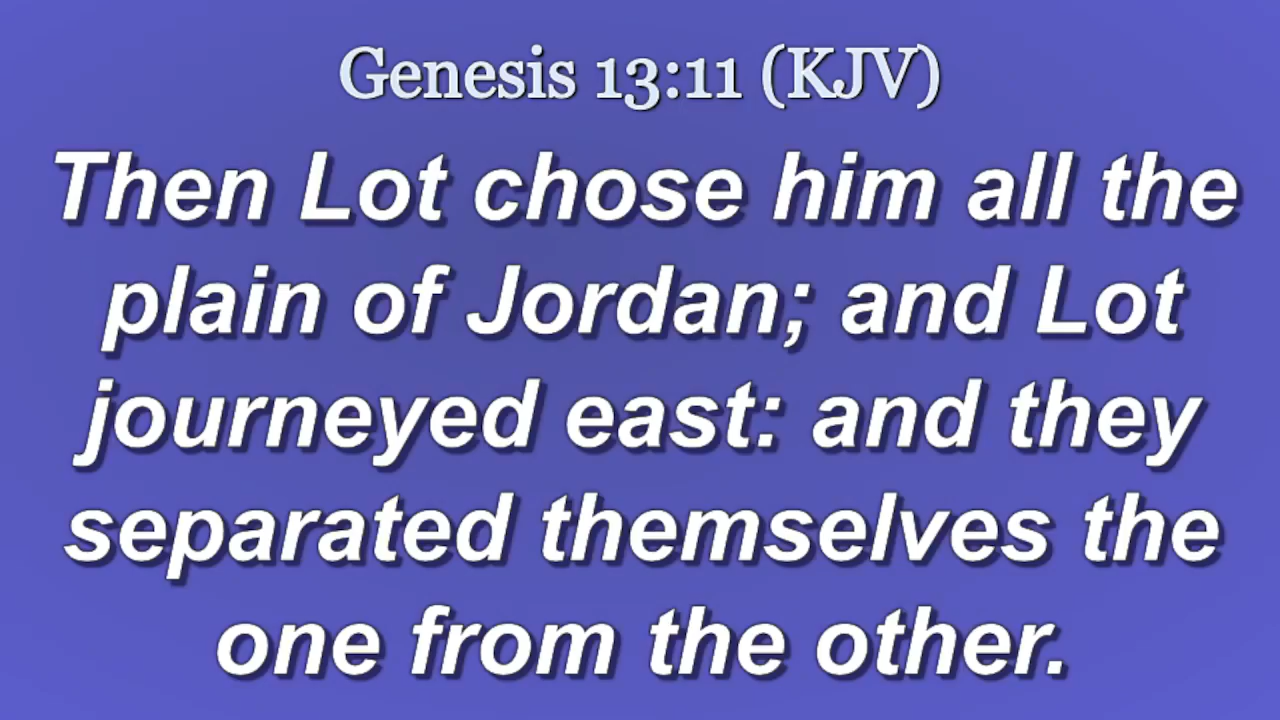 Genesis 13:11 (KJV)
Then Lot chose him all the
plain of Jordan; and Lot
journeyed east: and they
separated themselves the
one from the other.